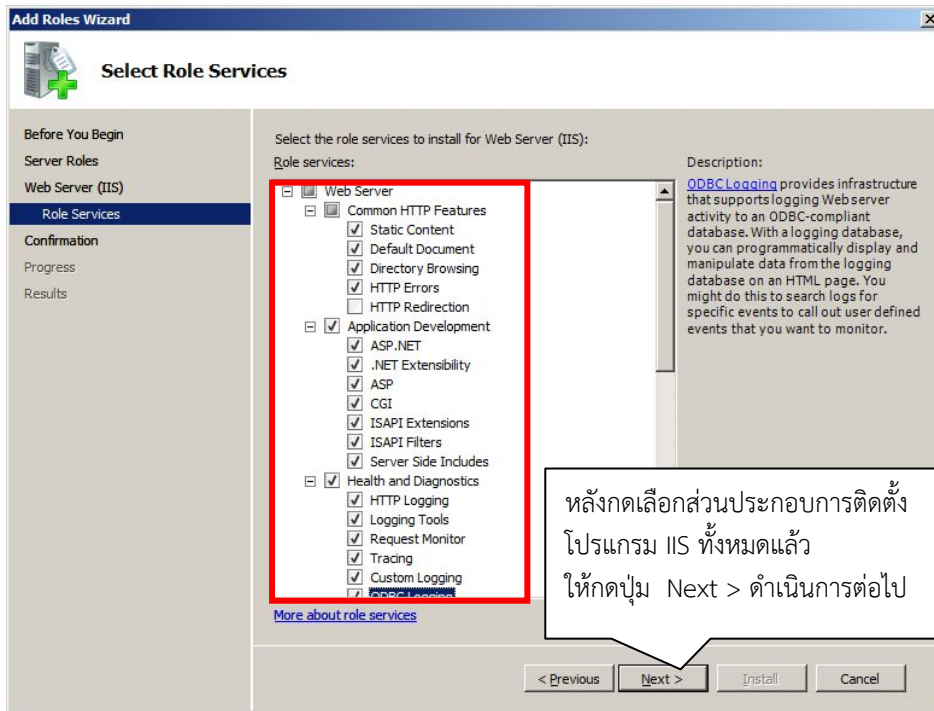 Add Roles Wizard
Select Role Services
Before You Begin
Server Roles
Web Server (IIS)
Role Services
Confirmation
Progress
Results
Select the role services to install for Web Server (IIS):
Role services:
Web Server
Common HTTP Features
Static Content
Default Document
Directory Browsing
HTTP Errors
HTTP Redirection
Application Development
ASP.NET
.NET Extensibility
ASP
CGI
ISAPI Extensions
ISAPI Filters
Server Side Includes
Health and Diagnostics
HTTP Logging
Logging Tools
Request Monitor
Tracing
Custom Logging
ODBC Logging
More about role services
Description:
ODBC Logging provides infrastructure
that supports logging Web server
activity to an ODBC-compliant
database. With a logging database,
you can programmatically display and
manipulate data from the logging
database on an HTML page. You
might do this to search logs for
specific events to call out user defined
events that you want to monitor.
หลังกดเลือกส่วนประกอบการติดตั้ง
โปรแกรม IIS ทั้งหมดแล้ว
ให้กดปุ่ม Next > ดำเนินการต่อไป
< Previous
Next >
Install
Cancel